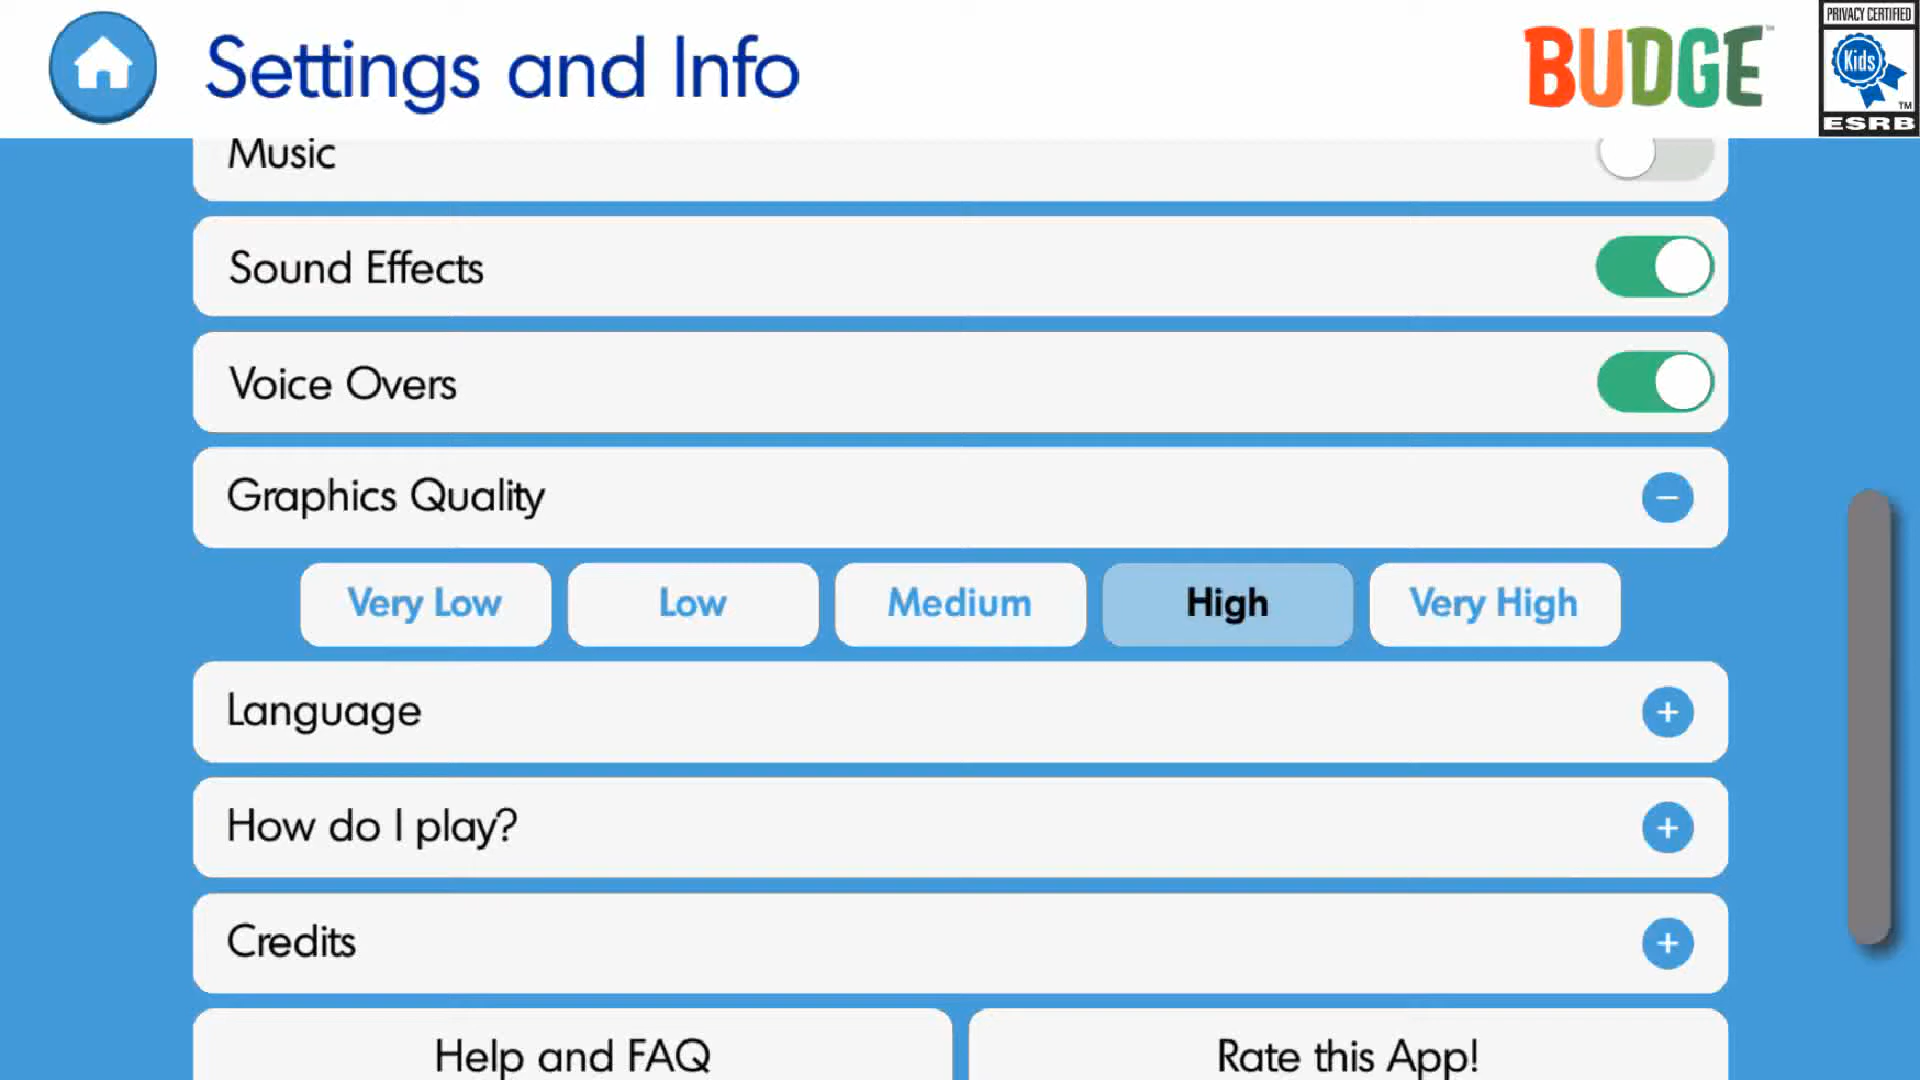 Settings and Info
BUDGE™
PRIVACY CERTIFIED
Kids
TM
ESRB
Music
Sound Effects
Voice Overs
Graphics Quality
Very Low
Low
Medium
High
Very High
Language
How do I play?
Credits
Help and FAQ
Rate this App!